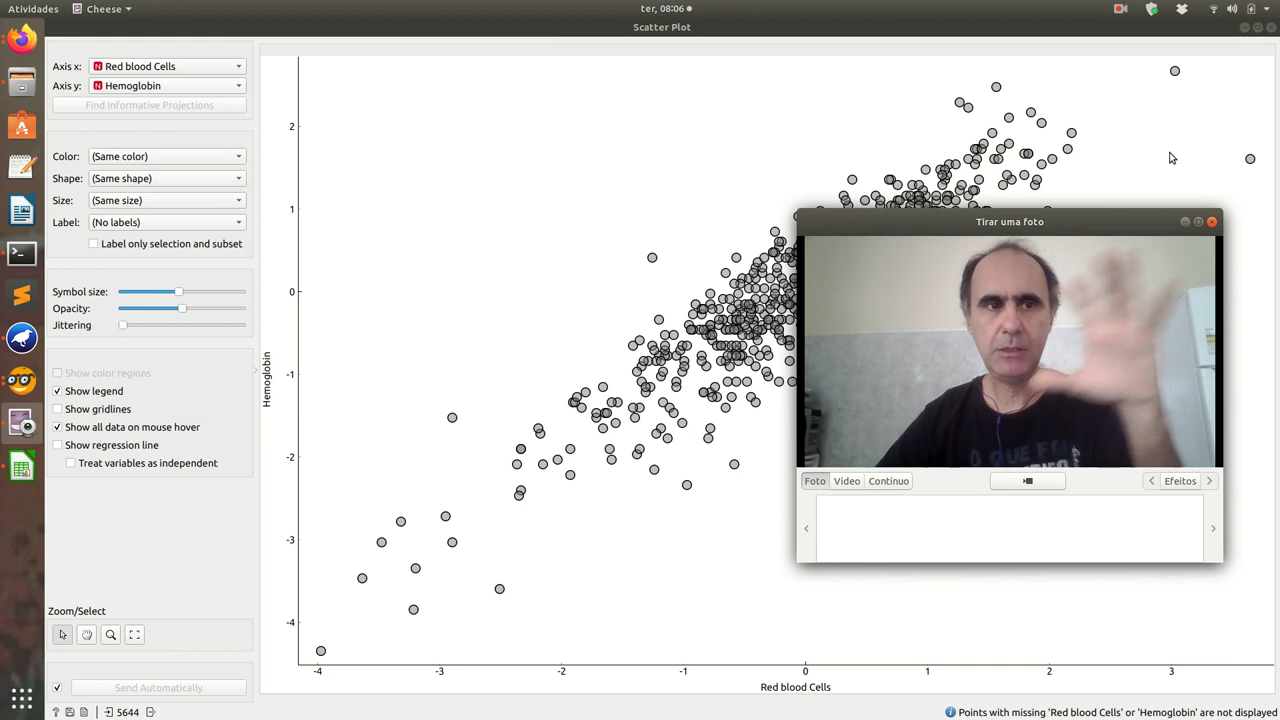 Atividades
Cheese
ter, 08:06
Scatter Plot
Axis x:
Red blood Cells
Axis y:
Hemoglobin
Find Informative Projections
Color:
(Same color)
Shape:
(Same shape)
Size:
(Same size)
Label:
(No labels)
Label only selection and subset
Symbol size:
Opacity:
Jittering
Show color regions
Show legend
Show gridlines
Show all data on mouse hover
Show regression line
Treat variables as independent
Zoom/Select
Send Automatically
5644
Hemoglobin
2
1
0
-1
-2
-3
-4
-4
-3
-2
-1
0
1
2
3
Red blood Cells
Tirar uma foto
O QUE FO
Foto
Vídeo
Contínuo
Efeitos
Points with missing 'Red blood Cells' or 'Hemoglobin' are not displayed